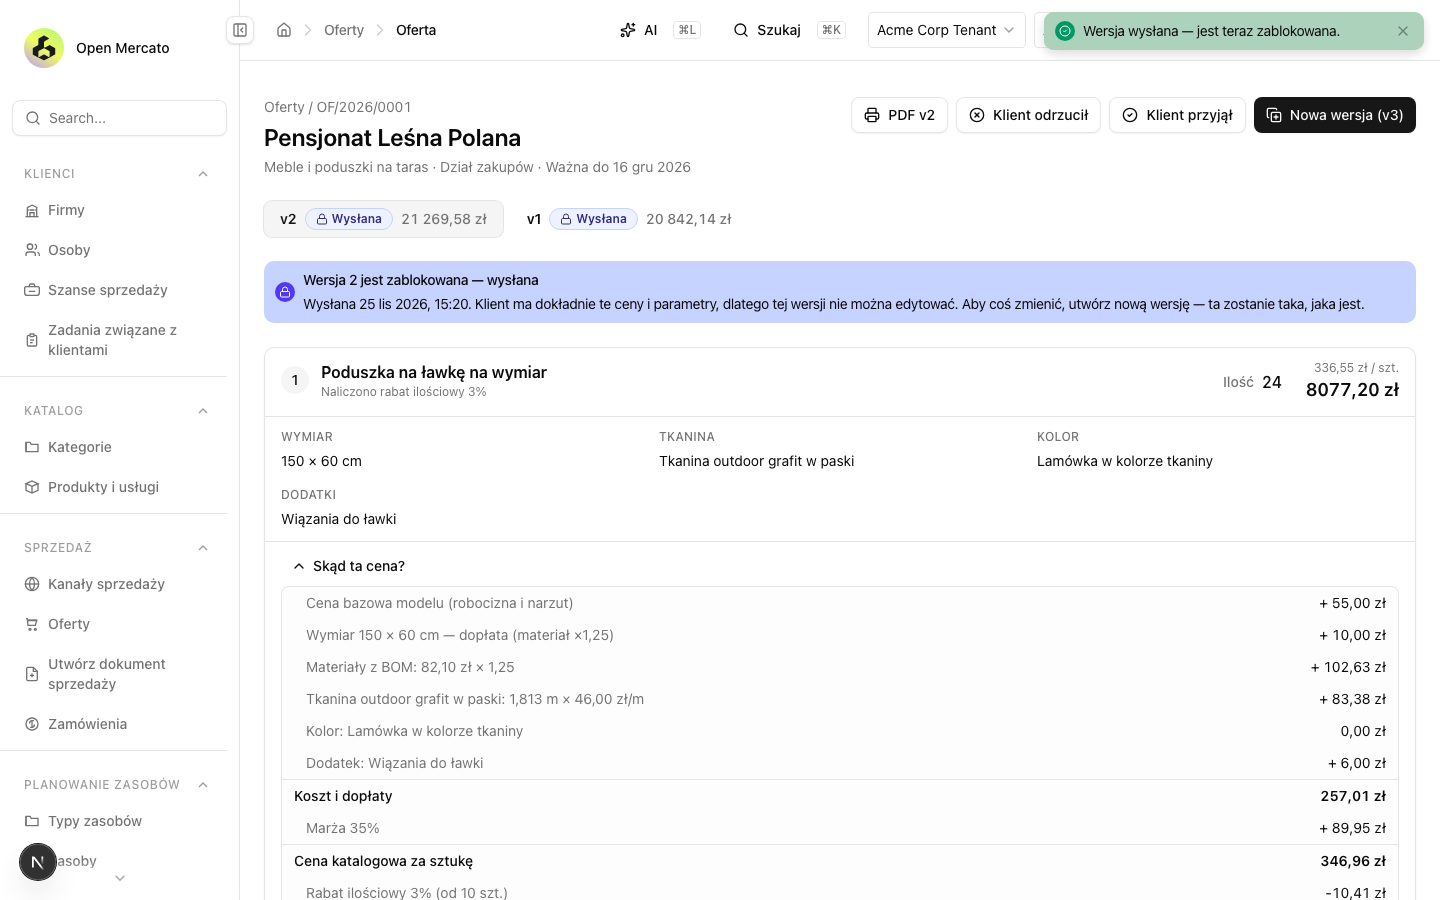 Open Mercato
Search...
KLIENCI
Firmy
Osoby
Szanse sprzedaży
Zadania związane z
klientami
KATALOG
Kategorie
Produkty i usługi
SPRZEDAŻ
Kanały sprzedaży
Oferty
Utwórz dokument
sprzedaży
Zamówienia
PLANOWANIE ZASOBÓW
Typy zasobów
asoby
N
Oferty
Oferta
AI ⌘L
Szukaj ⌘K
Acme Corp Tenant
Wersja wysłana — jest teraz zablokowana.
Oferty / OF/2026/0001
Pensjonat Leśna Polana
Meble i poduszki na taras · Dział zakupów · Ważna do 16 gru 2026
PDF v2
Klient odrzucił
Klient przyjął
Nowa wersja (v3)
v2 Wysłana 21 269,58 zł
v1 Wysłana 20 842,14 zł
Wersja 2 jest zablokowana — wysłana
Wysłana 25 lis 2026, 15:20. Klient ma dokładnie te ceny i parametry, dlatego tej wersji nie można edytować. Aby coś zmienić, utwórz nową wersję — ta zostanie taka, jaka jest.
1
Poduszka na ławkę na wymiar
Naliczono rabat ilościowy 3%
Ilość 24
336,55 zł / szt.
8077,20 zł
WYMIAR
150 × 60 cm
TKANINA
Tkanina outdoor grafit w paski
KOLOR
Lamówka w kolorze tkaniny
DODATKI
Wiązania do ławki
Skąd ta cena?
Cena bazowa modelu (robocizna i narzut) + 55,00 zł
Wymiar 150 × 60 cm — dopłata (materiał ×1,25) + 10,00 zł
Materiały z BOM: 82,10 zł × 1,25 + 102,63 zł
Tkanina outdoor grafit w paski: 1,813 m × 46,00 zł/m + 83,38 zł
Kolor: Lamówka w kolorze tkaniny 0,00 zł
Dodatek: Wiązania do ławki + 6,00 zł
Koszt i dopłaty 257,01 zł
Marża 35% + 89,95 zł
Cena katalogowa za sztukę 346,96 zł
Rabat ilościowy 3% (od 10 szt.) -10,41 zł